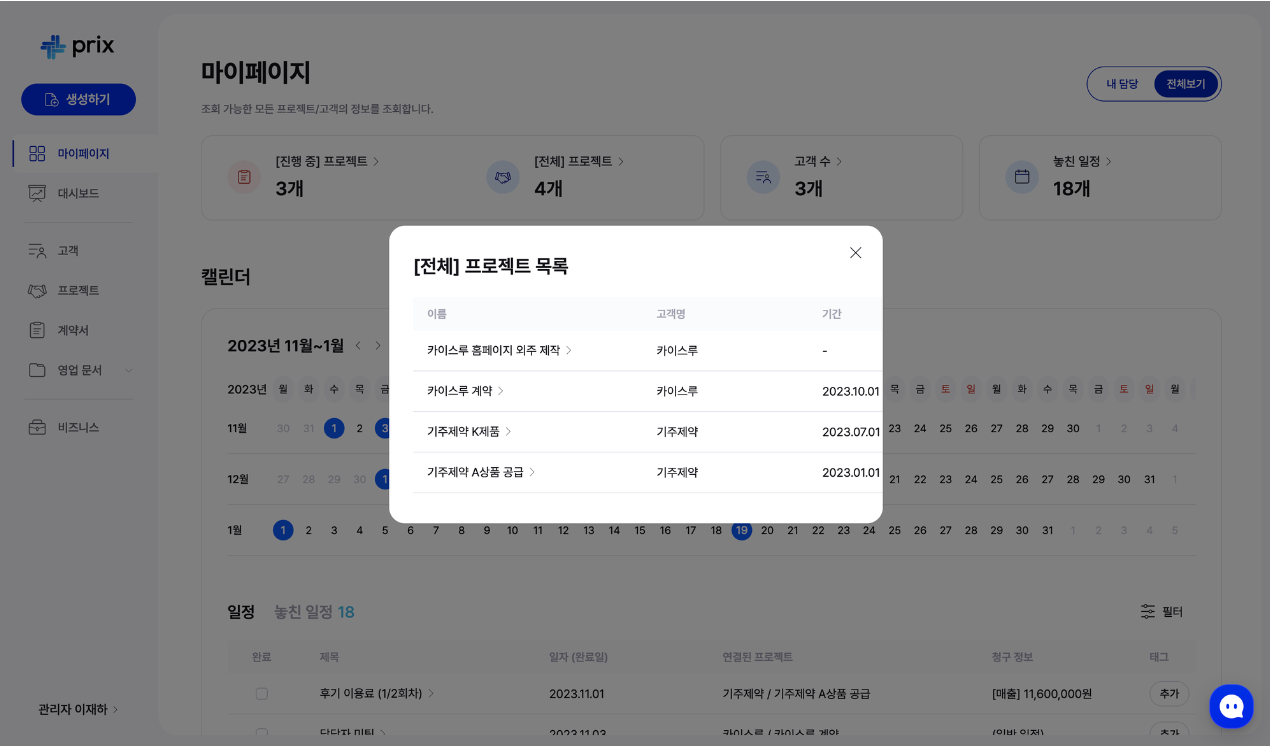 prix
생성하기
마이페이지
대시보드
고객
프로젝트
계약서
영업 문서
비즈니스
관리자 이재하
마이페이지
조회 가능한 모든 프로젝트/고객의 정보를 조회합니다.
내 담당 전체보기
[진행 중] 프로젝트
3개
[전체] 프로젝트
4개
고객 수
3개
놓친 일정
18개
캘린더
[전체] 프로젝트 목록
이름 고객명 기간
카이스루 홈페이지 외주 제작 카이스루 -
카이스루 계약 카이스루 2023.10.01
기주제약 K제품 기주제약 2023.07.01
기주제약 A상품 공급 기주제약 2023.01.01
2023년 11월~1월
2023년 월 화 수 목 금 목 금 토 일 월 화 수 목 금 토 일 월
11월 30 31 1 2 3 23 24 25 26 27 28 29 30 1 2 3 4
12월 27 28 29 30 1 21 22 23 24 25 26 27 28 29 30 31 1
1월 1 2 3 4 5 6 7 8 9 10 11 12 13 14 15 16 17 18 19 20 21 22 23 24 25 26 27 28 29 30 31 1 2 3 4 5
일정 놓친 일정 18
필터
완료 제목 일자 (완료일) 연결된 프로젝트 청구 정보 태그
후기 이용료 (1/2회차) 2023.11.01 기주제약 / 기주제약 A상품 공급 [매출] 11,600,000원 추가
담당자 미팅 2023.11.03 카이스루 / 카이스루 계약 (일반 일정) 추가